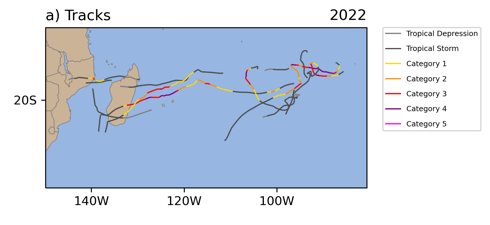 a) Tracks
2022
Tropical Depression
Tropical Storm
Category 1
Category 2
Category 3
Category 4
Category 5
20S
140W
120W
100W